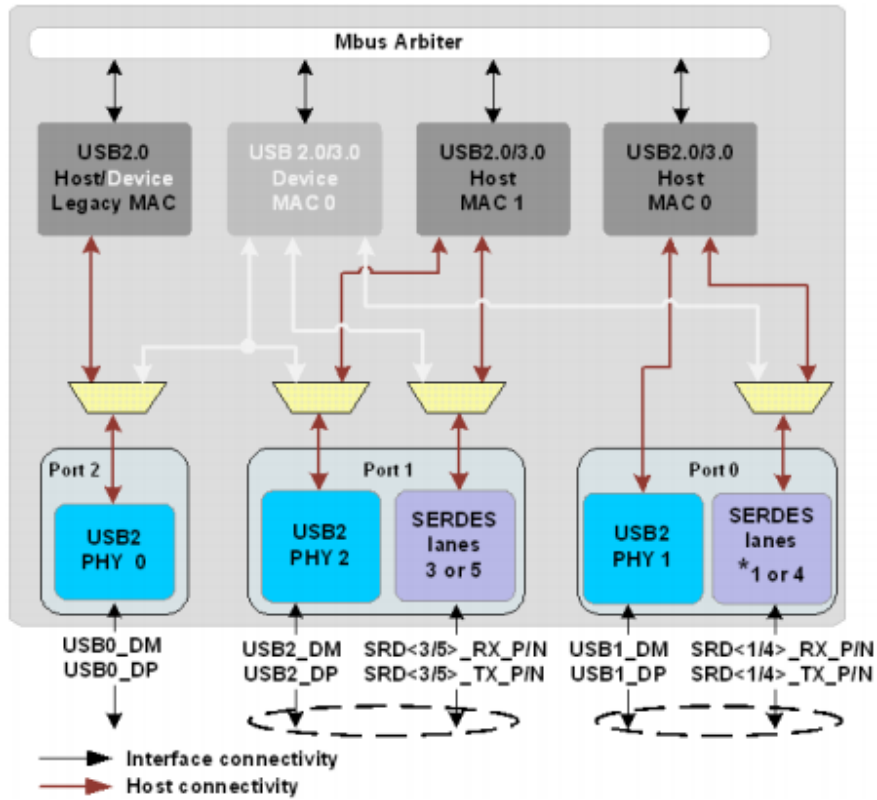 Mbus Arbiter
USB2.0
Host/Device
Legacy MAC
USB 2.0/3.0
Device
MAC 0
USB2.0/3.0
Host
MAC 1
USB2.0/3.0
Host
MAC 0
Port 2
USB2
PHY 0
Port 1
USB2
PHY 2
SERDES
lanes
3 or 5
Port 0
USB2
PHY 1
SERDES
lanes
*1 or 4
USB0_DM
USB0_DP
USB2_DM
USB2_DP
SRD<3/5>_RX_P/N
SRD<3/5>_TX_P/N
USB1_DM
USB1_DP
SRD<1/4>_RX_P/N
SRD<1/4>_TX_P/N
Interface connectivity
Host connectivity